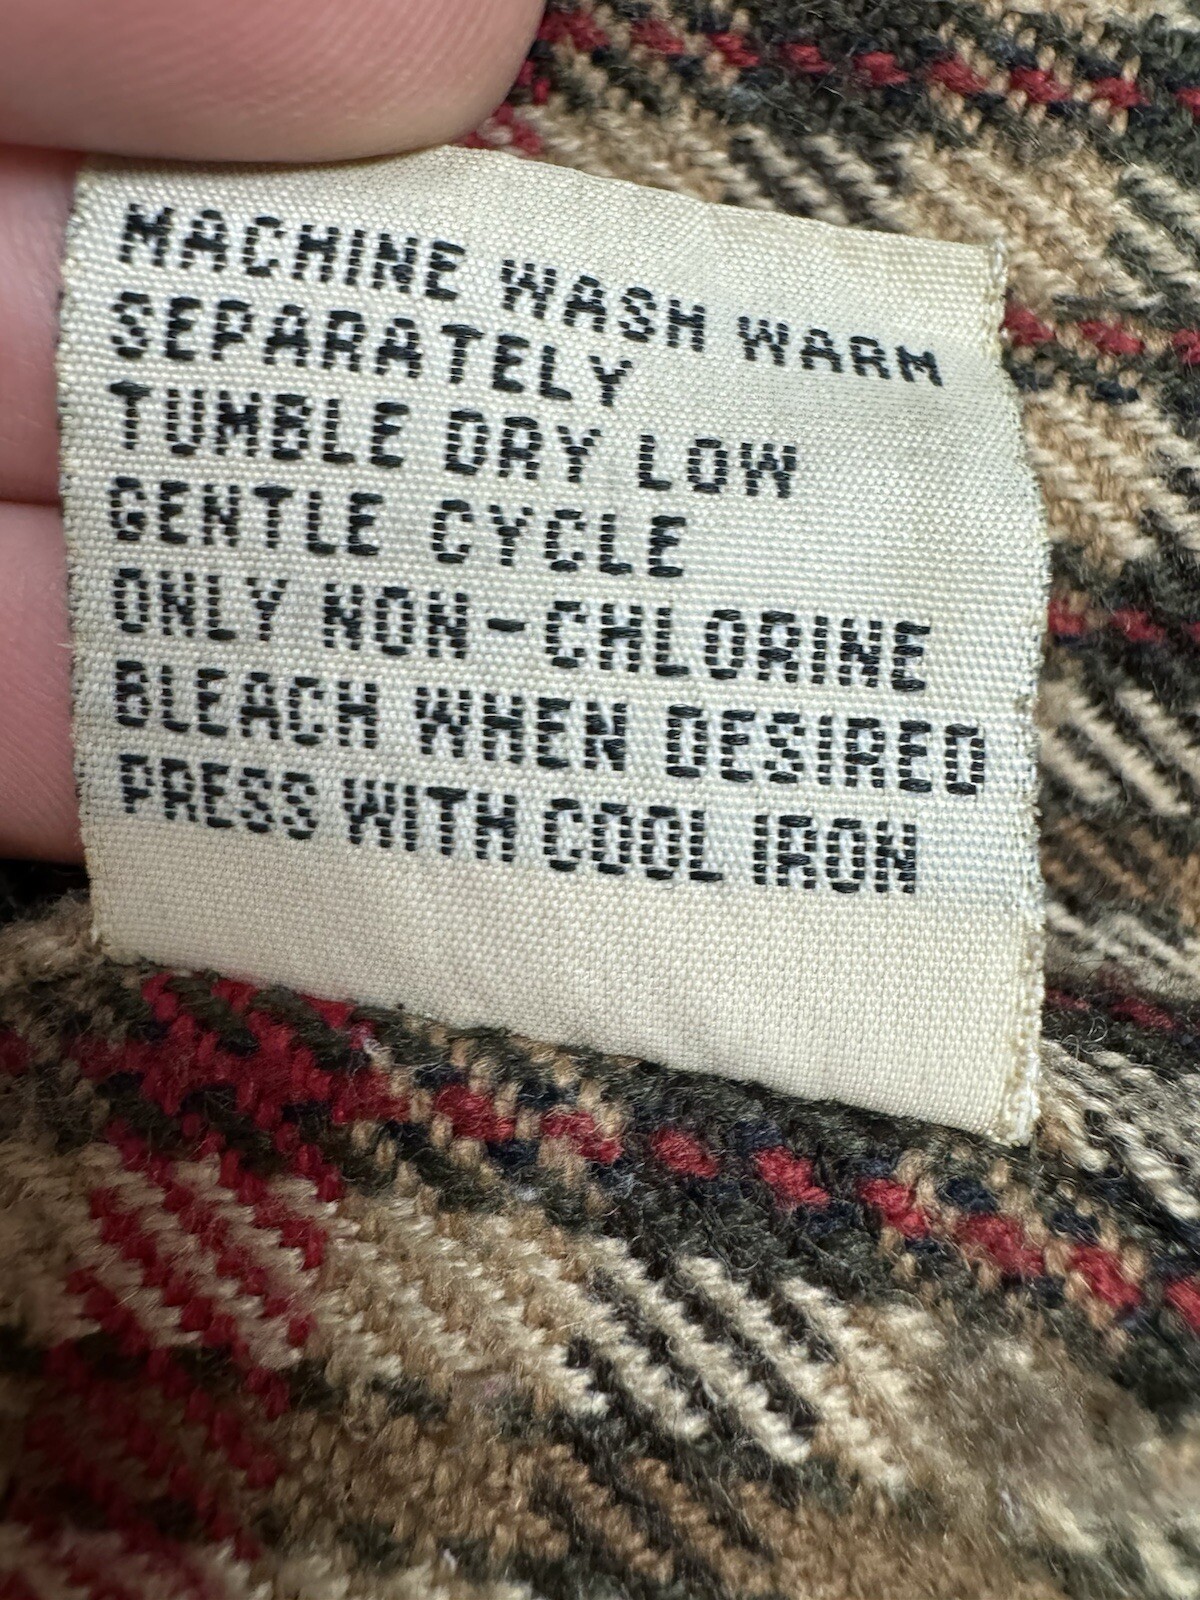 MACHINE WASH WARM
SEPARATELY
TUMBLE DRY LOW
GENTLE CYCLE
ONLY NON-CHLORINE
BLEACH WHEN DESIRED
PRESS WITH COOL IRON